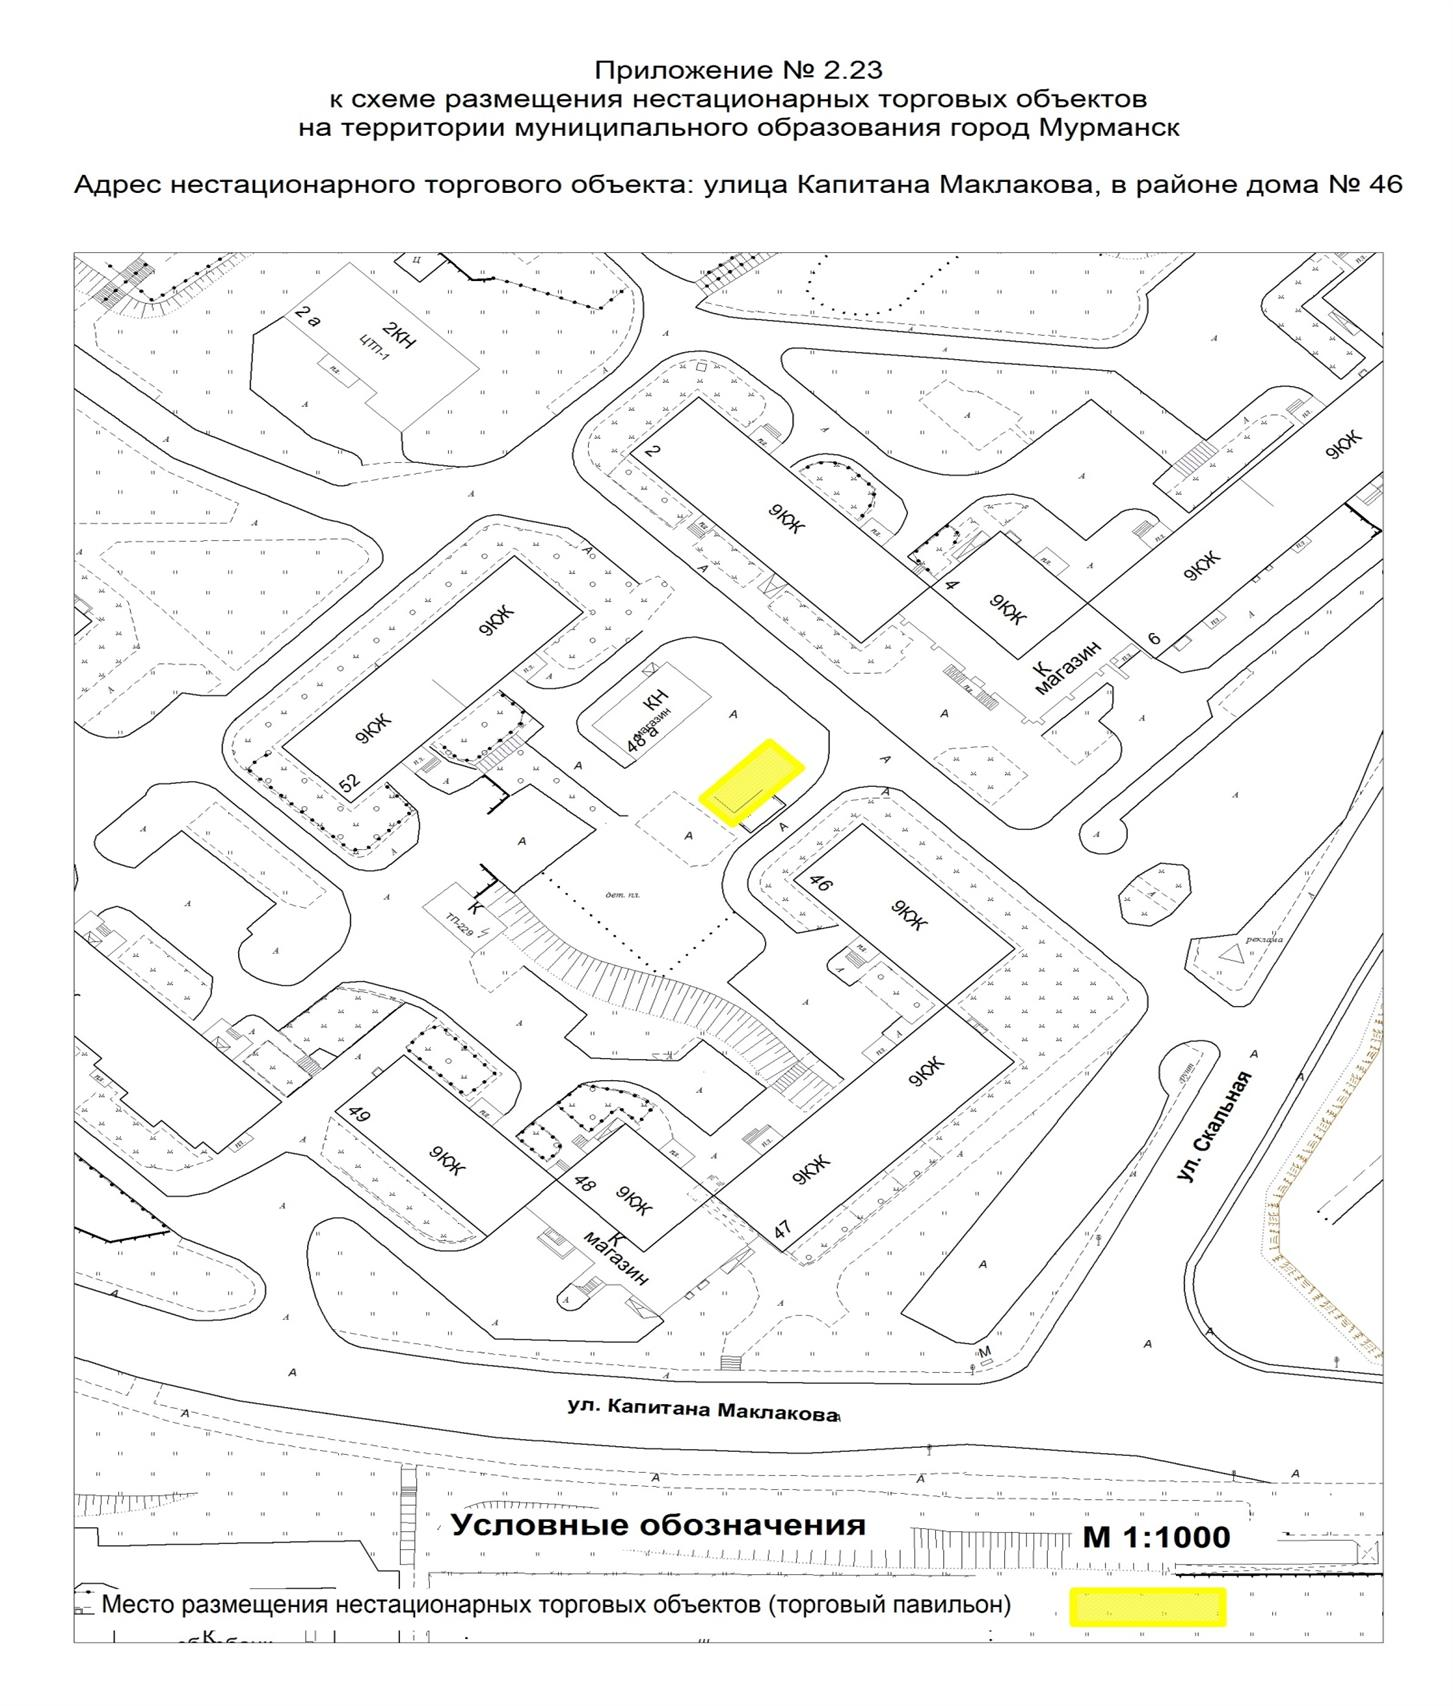 Приложение № 2.23
к схеме размещения нестационарных торговых объектов
на территории муниципального образования город Мурманск
Адрес нестационарного торгового объекта: улица Капитана Маклакова, в районе дома № 46
Ц
2 а
2КН
ЦТП-1
пл.
2
9КЖ
9КЖ
4
9КЖ
9КЖ
6
К
магазин
9КЖ
9КЖ
52
КН
магазин
48 а
46
9КЖ
дет. пл.
К
ТП-229
реклама
9КЖ
ул. Скальная
49
9КЖ
48
9КЖ
9КЖ
47
К
магазин
М
ул. Капитана Маклакова
Условные обозначения
М 1:1000
Место размещения нестационарных торговых объектов (торговый павильон)
К